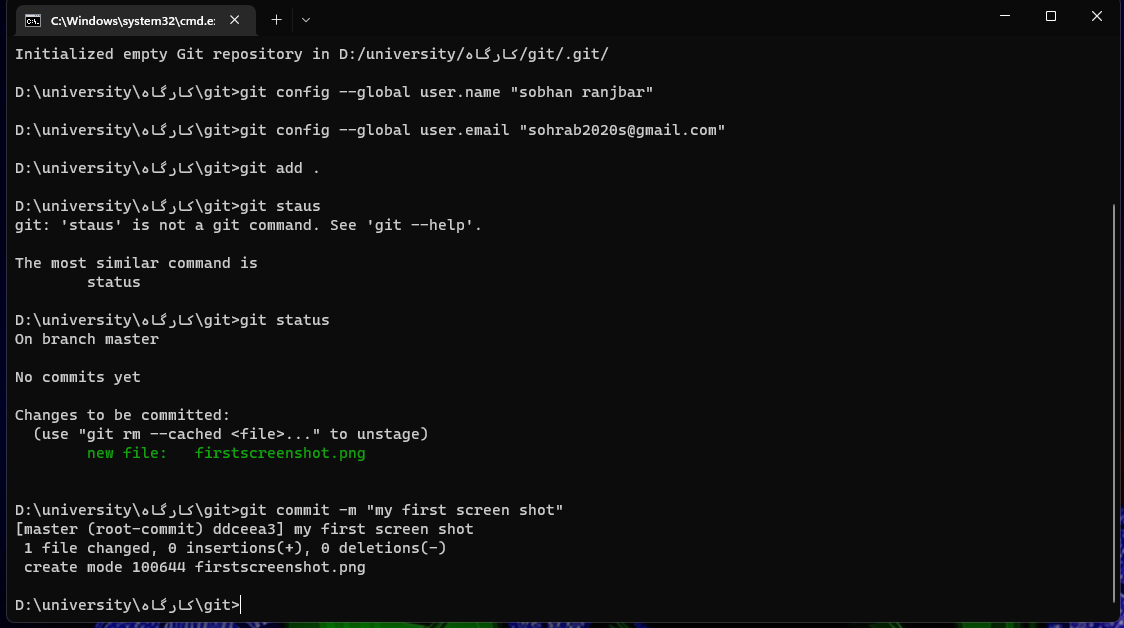 C:\Windows\system32\cmd.e:
Initialized empty Git repository in D:/university/کارگاه/git/.git/
D:\university\کارگاه\git>git config --global user.name "sobhan ranjbar"
D:\university\کارگاه\git>git config --global user.email "sohrab2020s@gmail.com"
D:\university\کارگاه\git>git add .
D:\university\کارگاه\git>git staus
git: 'staus' is not a git command. See 'git --help'.
The most similar command is
status
D:\university\کارگاه\git>git status
On branch master
No commits yet
Changes to be committed:
(use "git rm --cached <file>..." to unstage)
new file:   firstscreenshot.png
D:\university\کارگاه\git>git commit -m "my first screen shot"
[master (root-commit) ddceea3] my first screen shot
1 file changed, 0 insertions(+), 0 deletions(-)
create mode 100644 firstscreenshot.png
D:\university\کارگاه\git>